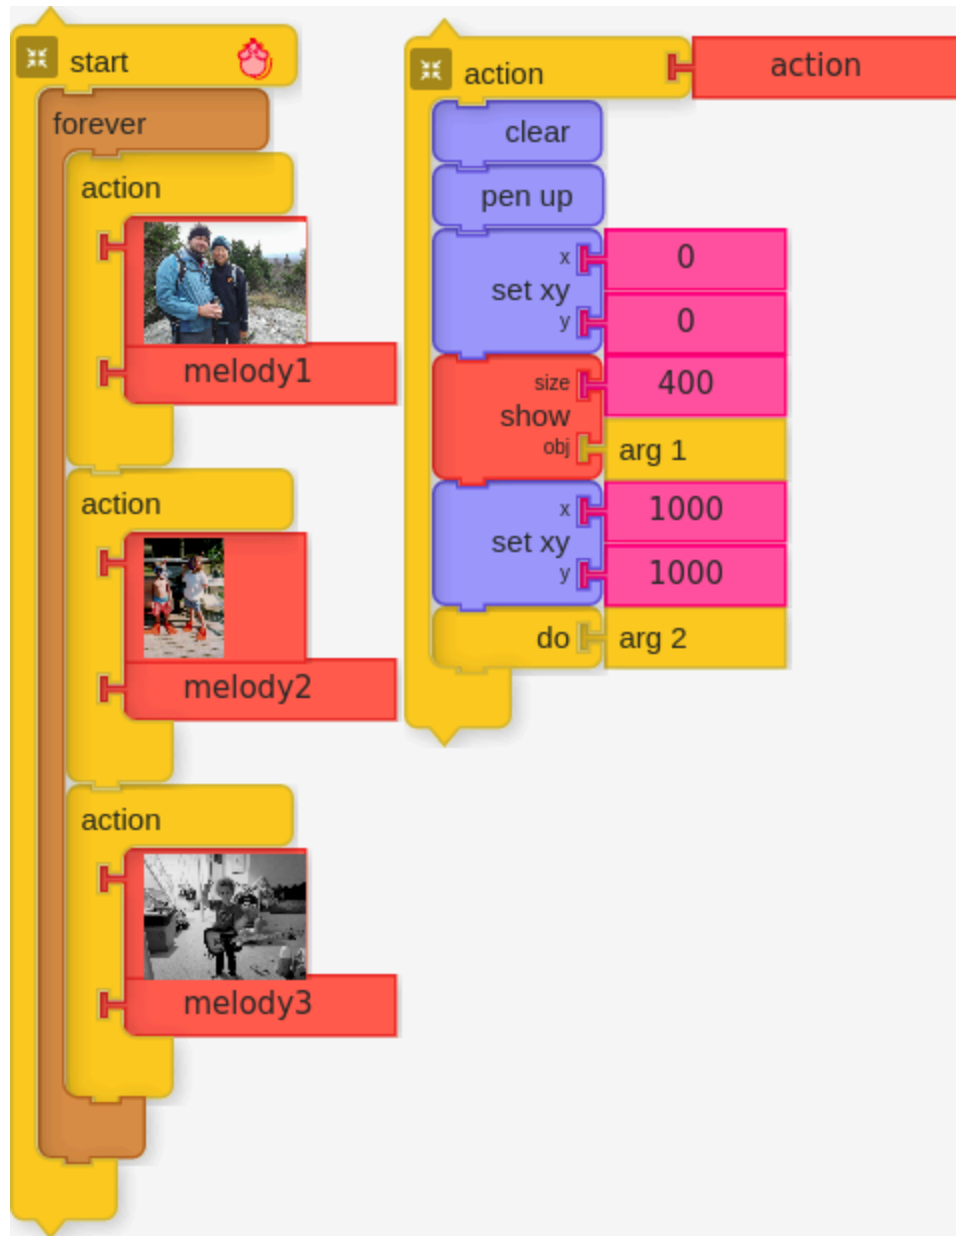 start
forever
action
melody1
action
melody2
action
melody3
action action
clear
pen up
x 0
set xy
y 0
size 400
show
obj arg 1
x 1000
set xy
y 1000
do arg 2